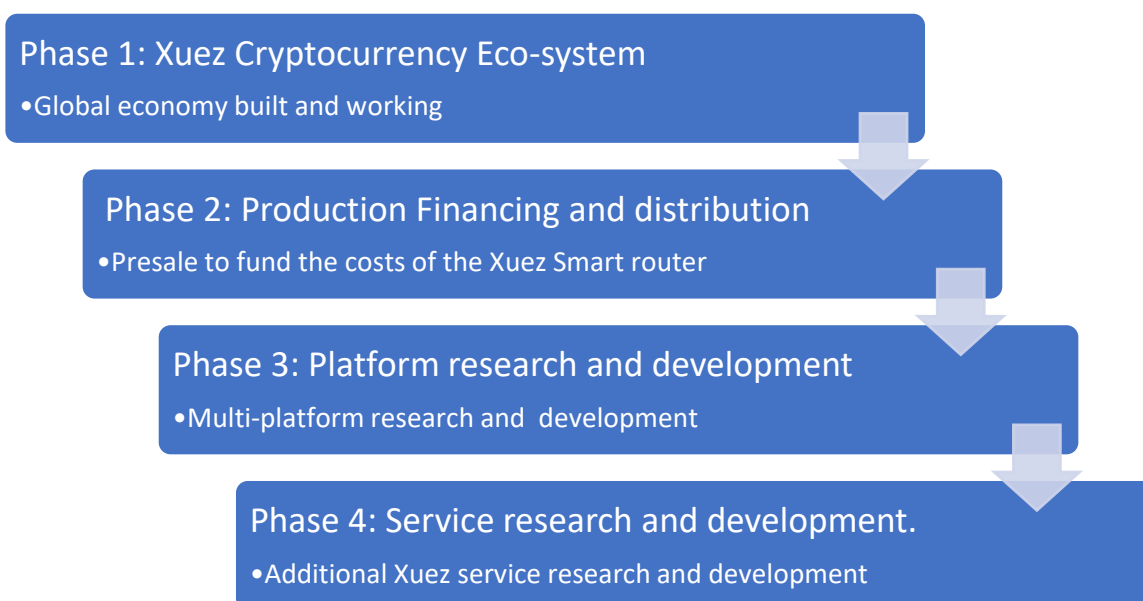 Phase 1: Xuez Cryptocurrency Eco-system
•Global economy built and working
Phase 2: Production Financing and distribution
•Presale to fund the costs of the Xuez Smart router
Phase 3: Platform research and development
•Multi-platform research and  development
Phase 4: Service research and development.
•Additional Xuez service research and development